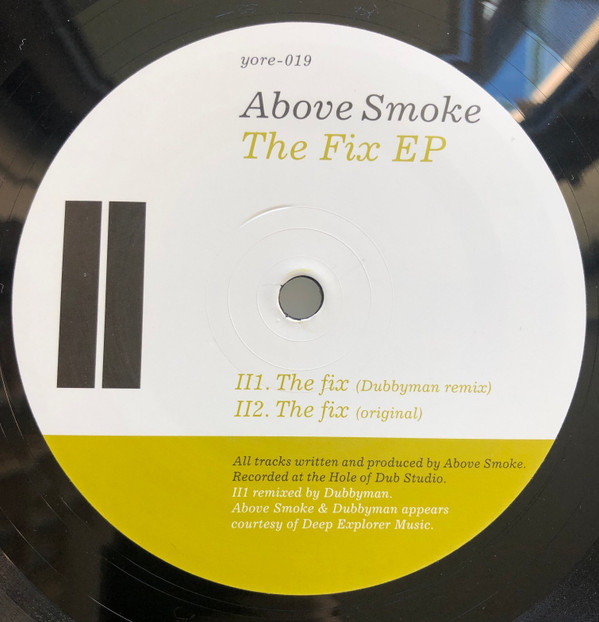 yore-019
Above Smoke
The Fix EP
II
II1. The fix (Dubbyman remix)
II2. The fix (original)
All tracks written and produced by Above Smoke.
Recorded at the Hole of Dub Studio.
II1 remixed by Dubbyman.
Above Smoke & Dubbyman appears
courtesy of Deep Explorer Music.